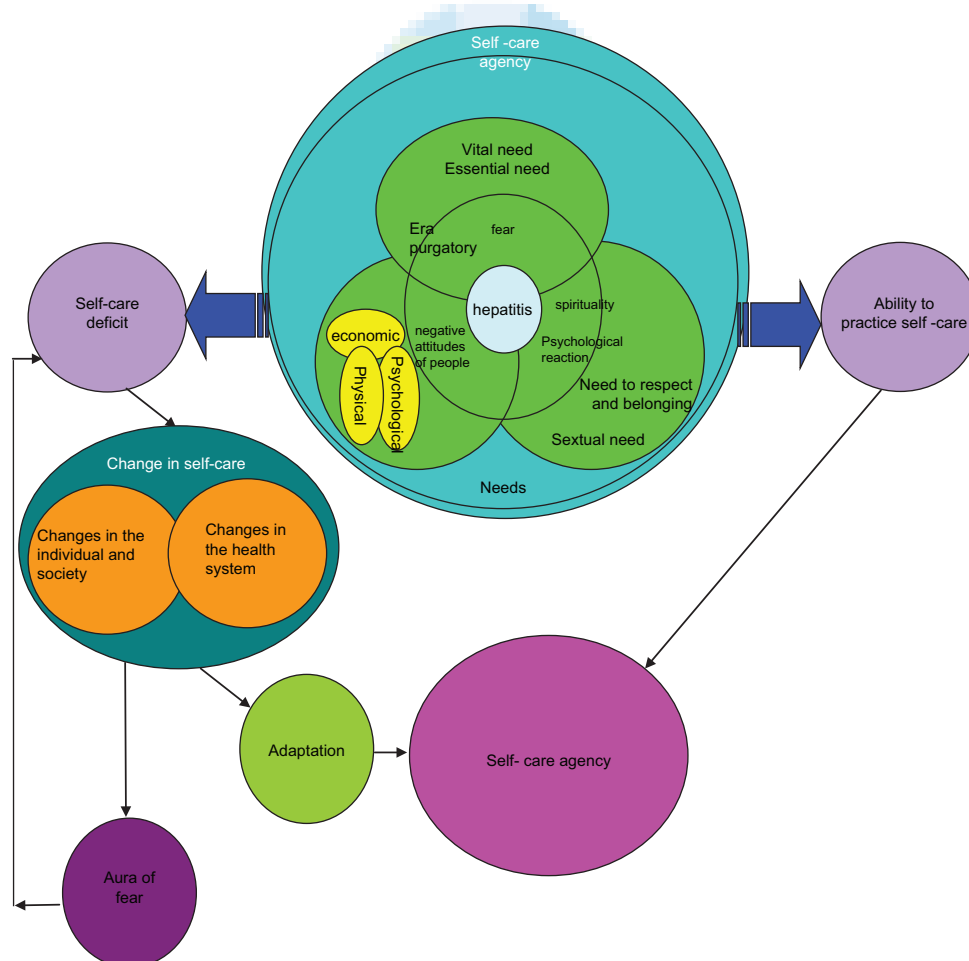 Self -care
agency
Vital need
Essential need
Era
purgatory
fear
hepatitis
spirituality
negative
attitudes
of people
Psychological
reaction
economic
Physical
Psychological
Need to respect
and belonging
Sextual need
Needs
Self-care
deficit
Ability to
practice self -care
Change in self-care
Changes in the
individual and
society
Changes in
the health
system
Adaptation
Self- care agency
Aura of
fear